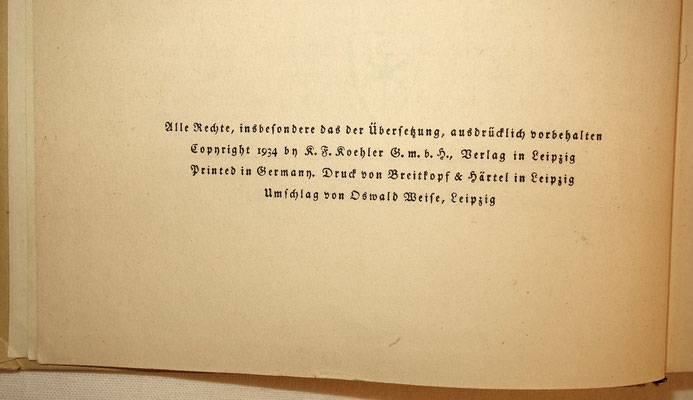 Alle Rechte, insbesondere das der Übersetzung, ausdrücklich vorbehalten
Copyright 1934 by K. F. Koehler G. m. b. H., Verlag in Leipzig
Printed in Germany. Druck von Breitkopf & Härtel in Leipzig
Umschlag von Oswald Weise, Leipzig